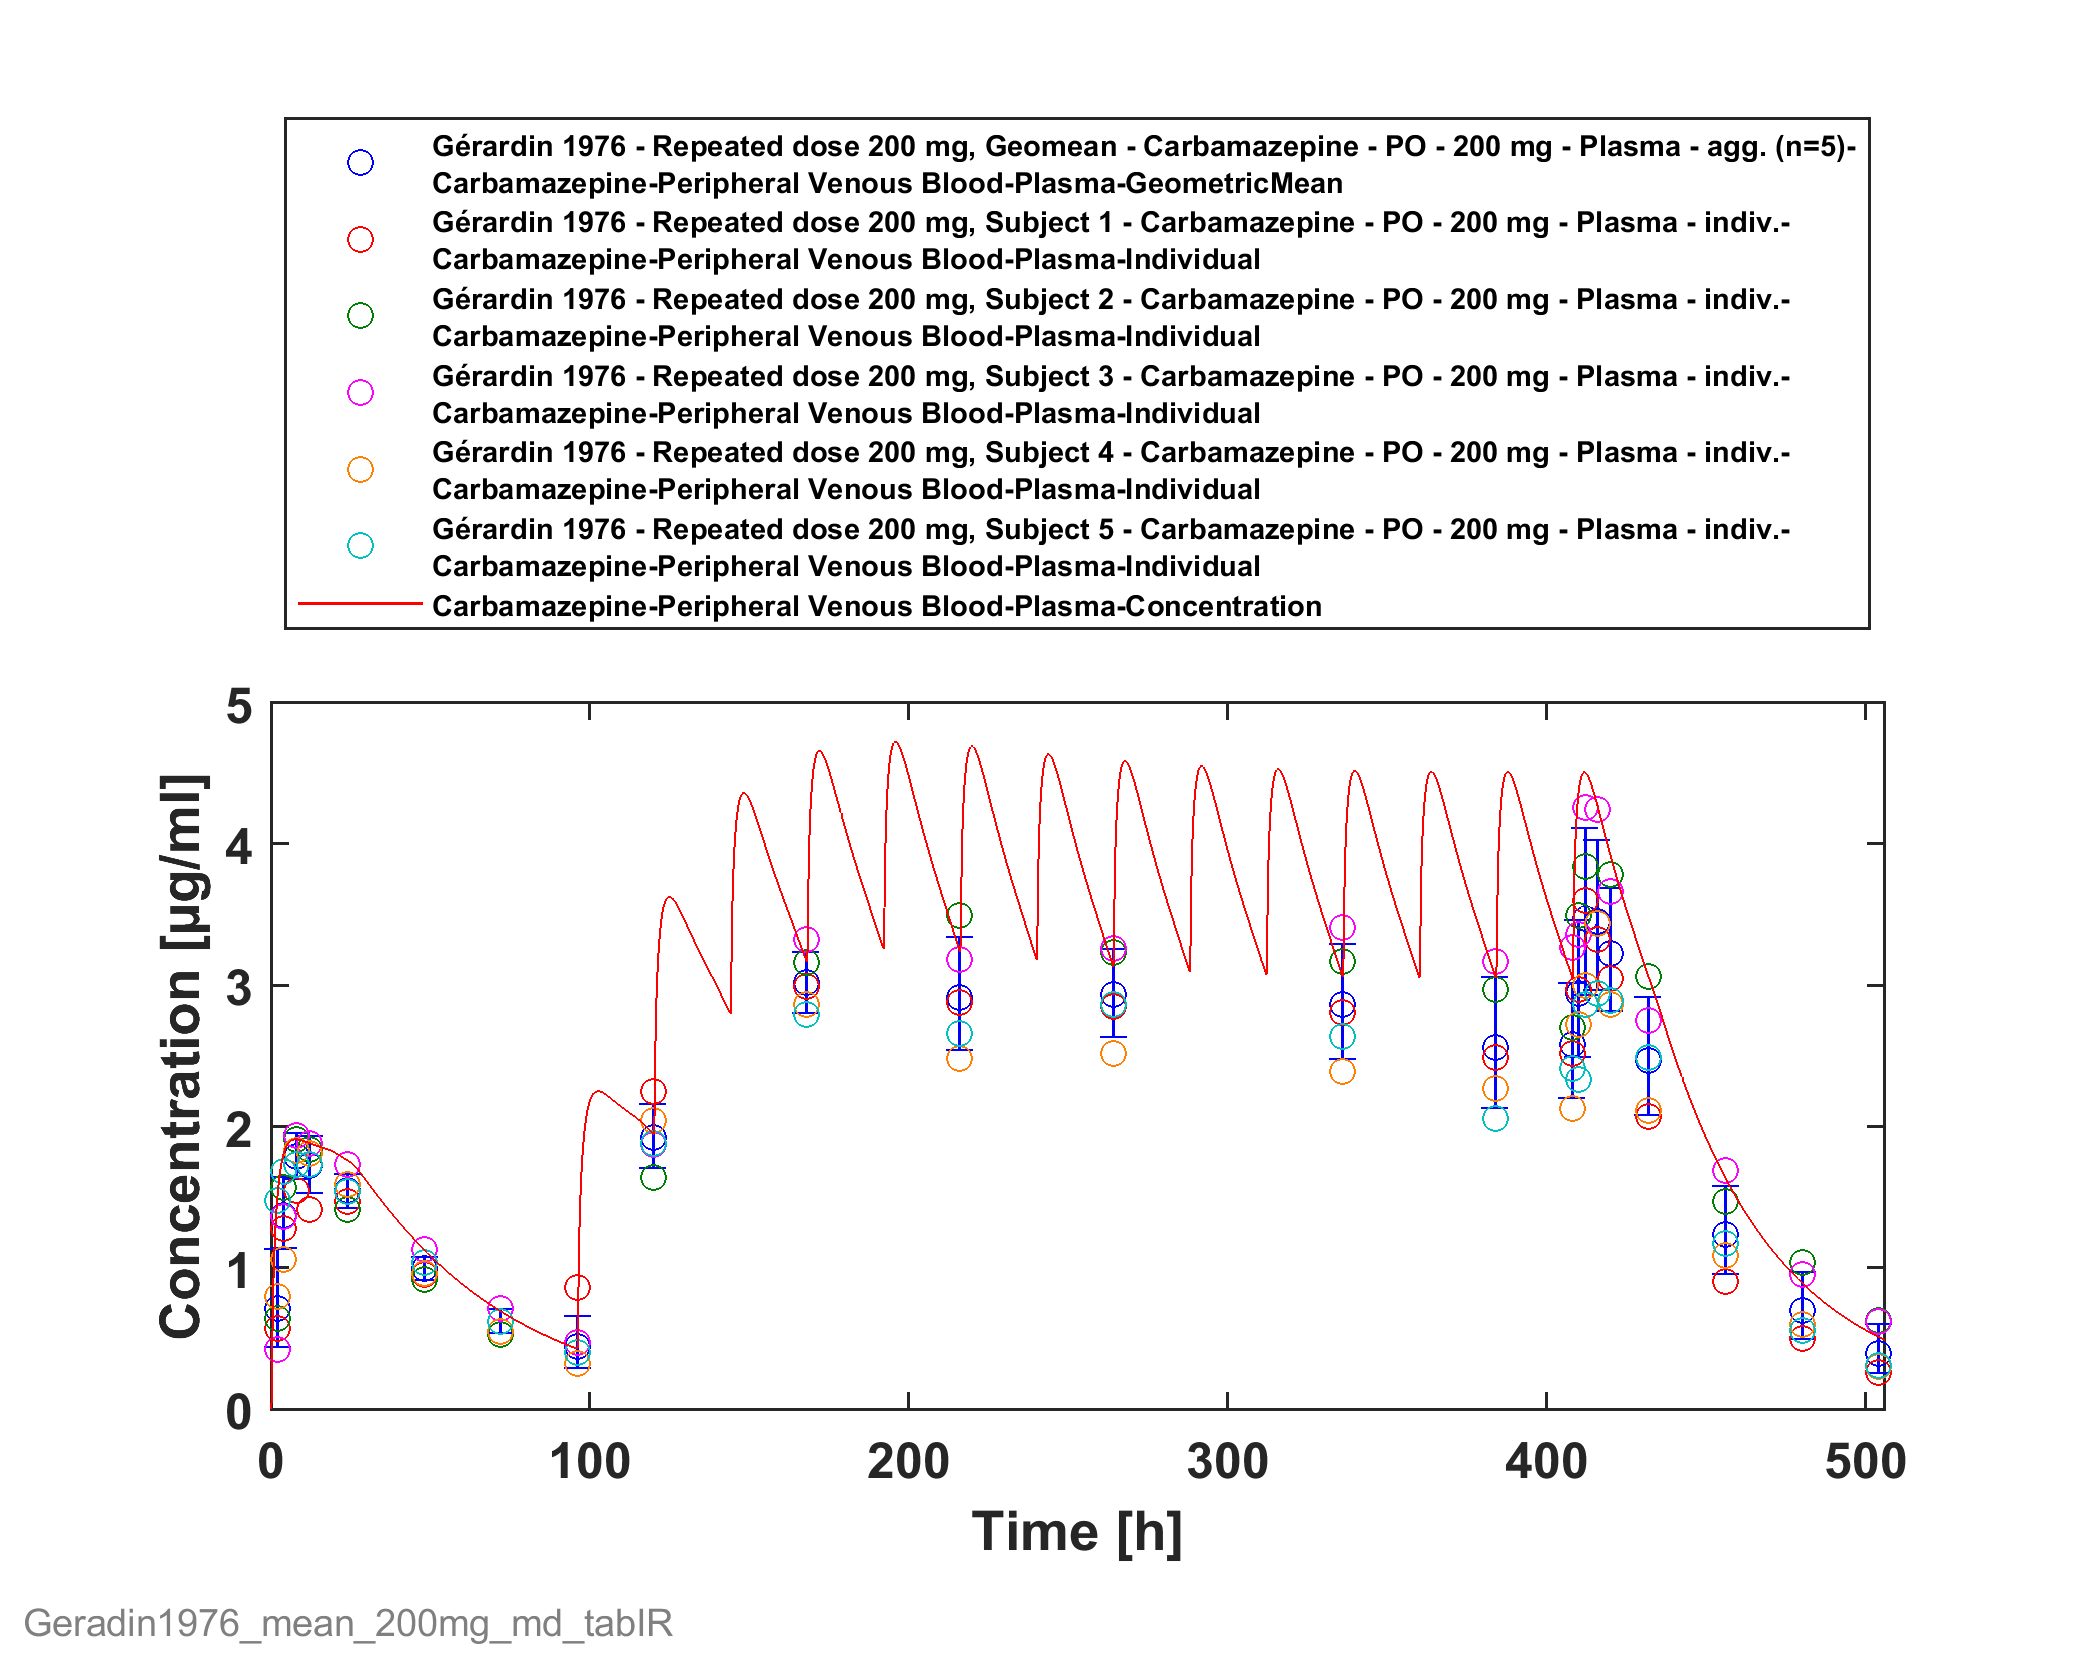 Gérardin 1976 - Repeated dose 200 mg, Geomean - Carbamazepine - PO - 200 mg - Plasma - agg. (n=5)-
Carbamazepine-Peripheral Venous Blood-Plasma-GeometricMean
Gérardin 1976 - Repeated dose 200 mg, Subject 1 - Carbamazepine - PO - 200 mg - Plasma - indiv.-
Carbamazepine-Peripheral Venous Blood-Plasma-Individual
Gérardin 1976 - Repeated dose 200 mg, Subject 2 - Carbamazepine - PO - 200 mg - Plasma - indiv.-
Carbamazepine-Peripheral Venous Blood-Plasma-Individual
Gérardin 1976 - Repeated dose 200 mg, Subject 3 - Carbamazepine - PO - 200 mg - Plasma - indiv.-
Carbamazepine-Peripheral Venous Blood-Plasma-Individual
Gérardin 1976 - Repeated dose 200 mg, Subject 4 - Carbamazepine - PO - 200 mg - Plasma - indiv.-
Carbamazepine-Peripheral Venous Blood-Plasma-Individual
Gérardin 1976 - Repeated dose 200 mg, Subject 5 - Carbamazepine - PO - 200 mg - Plasma - indiv.-
Carbamazepine-Peripheral Venous Blood-Plasma-Individual
Carbamazepine-Peripheral Venous Blood-Plasma-Concentration
Concentration [µg/ml]
5
4
3
2
1
0
0 100 200 300 400 500
Time [h]
Geradin1976_mean_200mg_md_tabIR